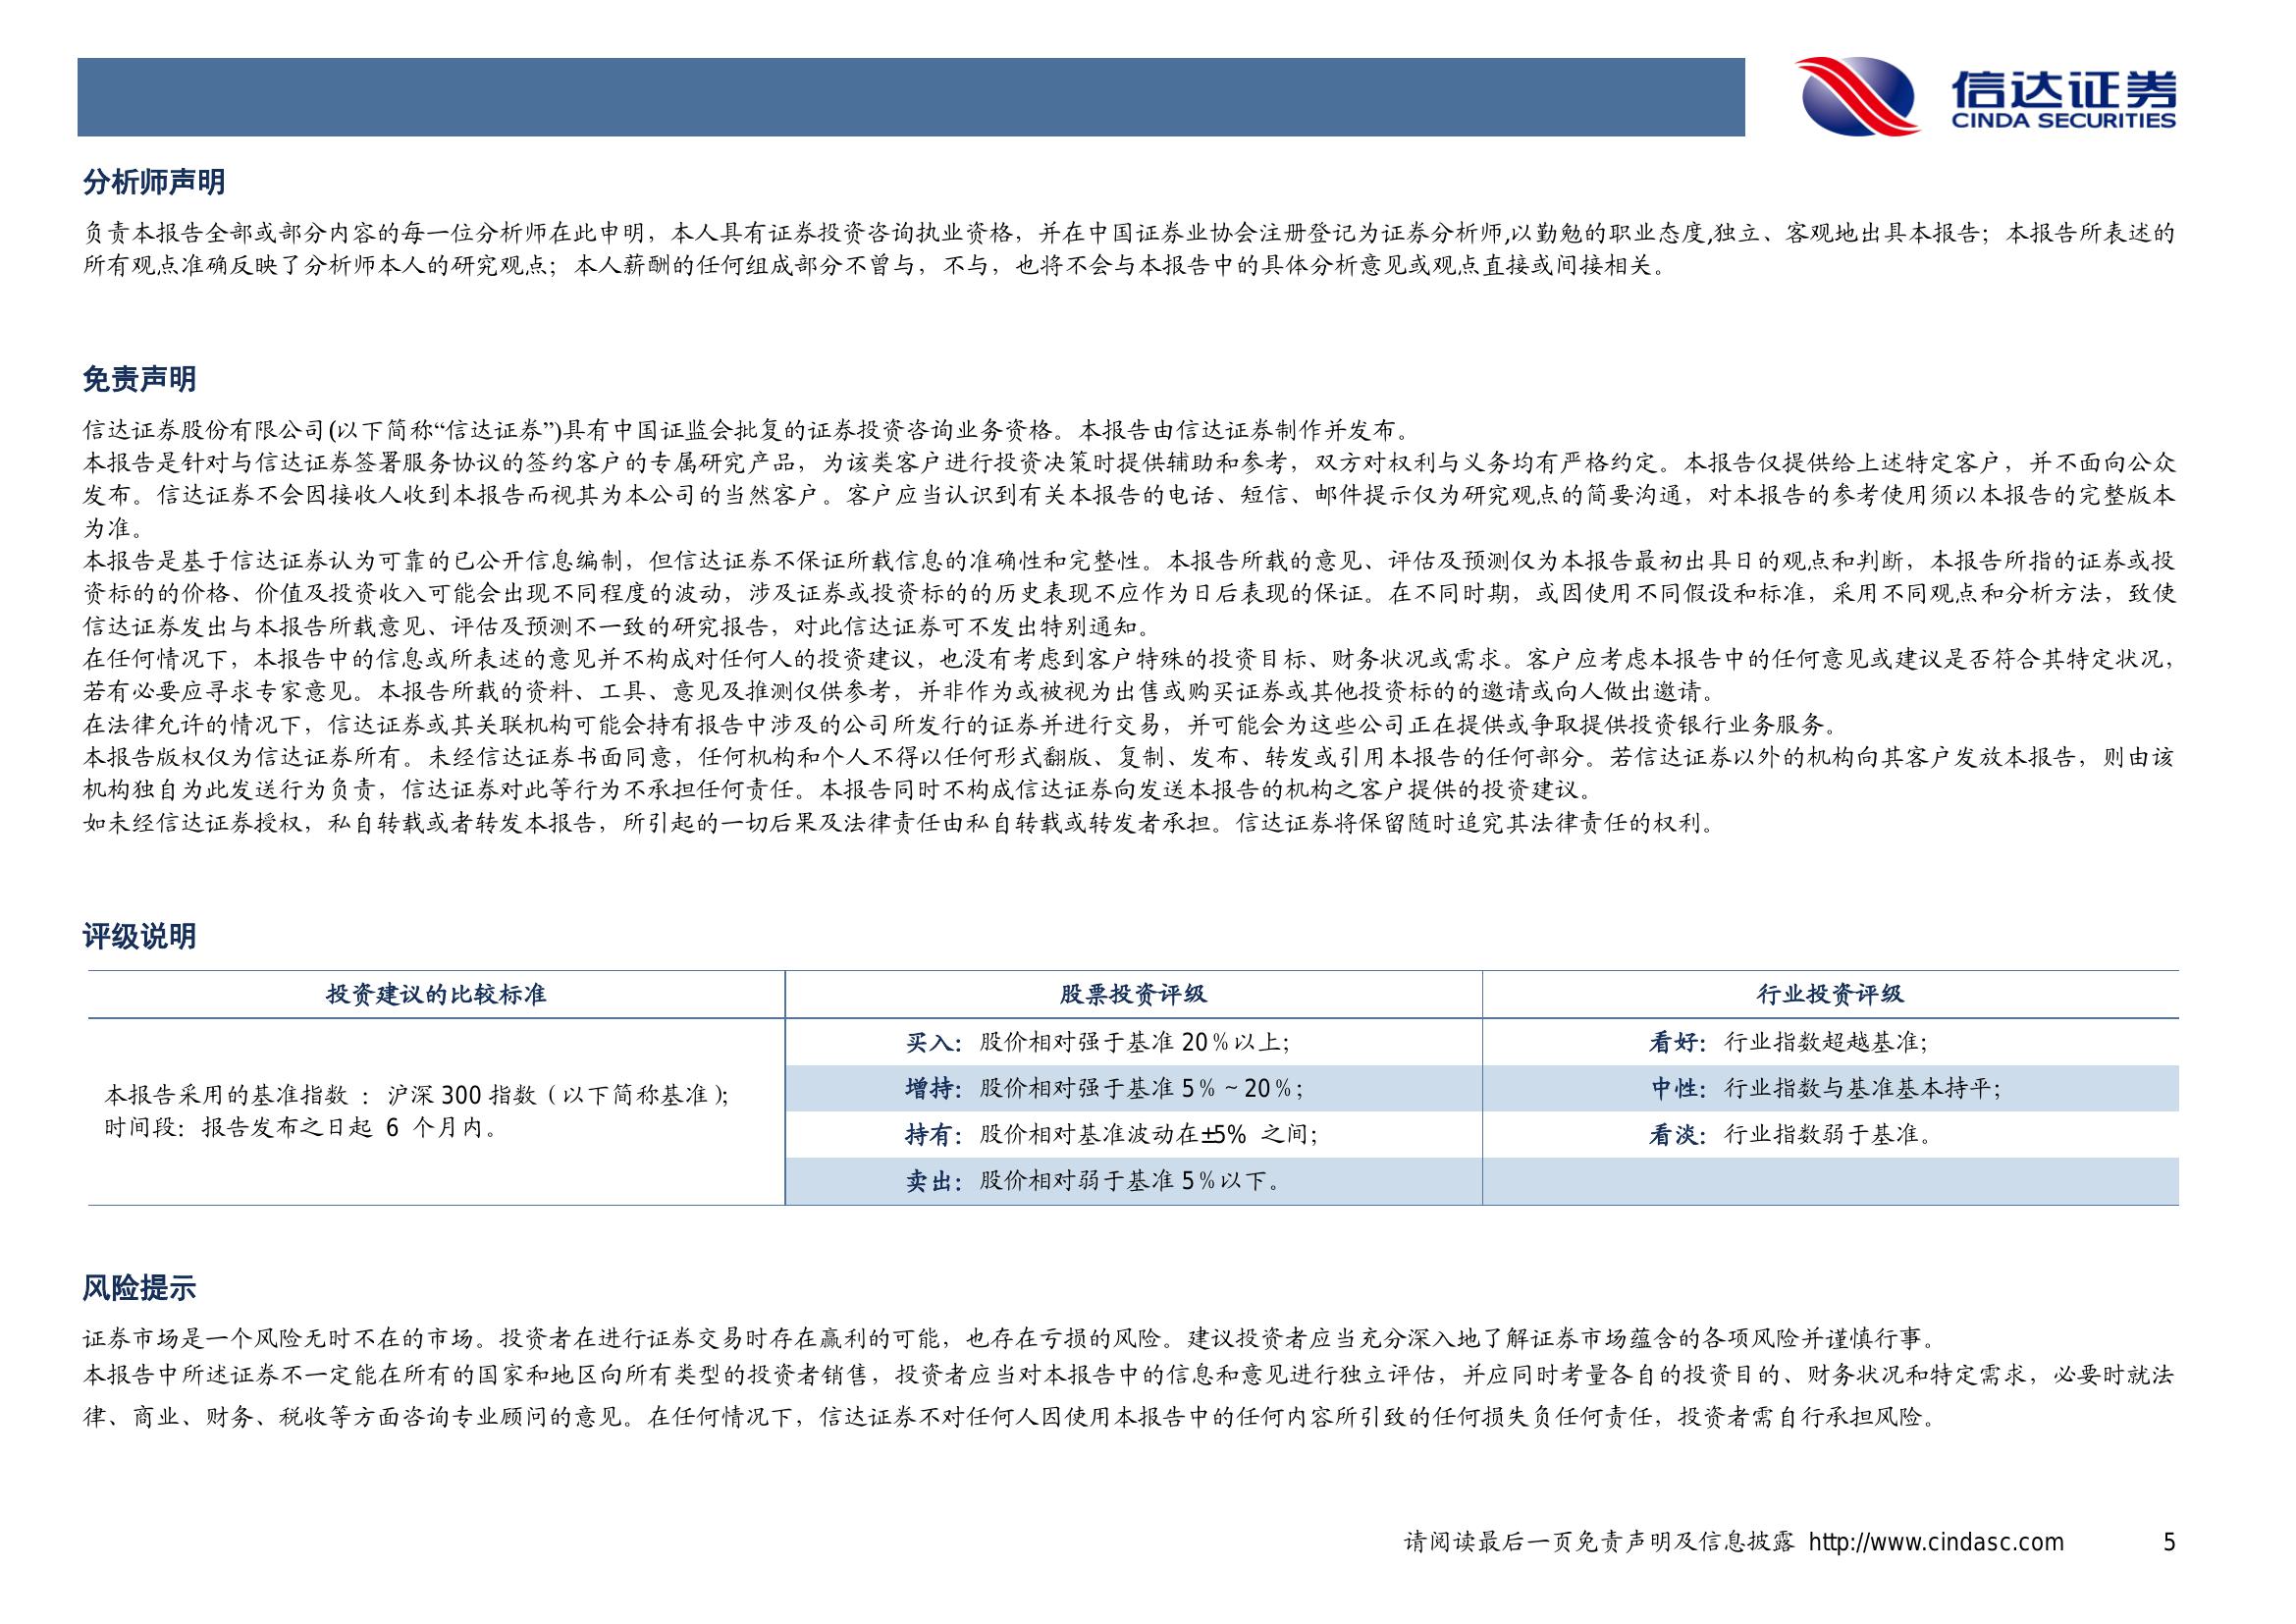 信达证券
CINDA SECURITIES
分析师声明
负责本报告全部或部分内容的每一位分析师在此申明，本人具有证券投资咨询执业资格，并在中国证券业协会注册登记为证券分析师,以勤勉的职业态度,独立、客观地出具本报告；本报告所表述的
所有观点准确反映了分析师本人的研究观点；本人薪酬的任何组成部分不曾与，不与，也将不会与本报告中的具体分析意见或观点直接或间接相关。
免责声明
信达证券股份有限公司(以下简称“信达证券”)具有中国证监会批复的证券投资咨询业务资格。本报告由信达证券制作并发布。
本报告是针对与信达证券签署服务协议的签约客户的专属研究产品，为该类客户进行投资决策时提供辅助和参考，双方对权利与义务均有严格约定。本报告仅提供给上述特定客户，并不面向公众
发布。信达证券不会因接收人收到本报告而视其为本公司的当然客户。客户应当认识到有关本报告的电话、短信、邮件提示仅为研究观点的简要沟通，对本报告的参考使用须以本报告的完整版本
为准。
本报告是基于信达证券认为可靠的已公开信息编制，但信达证券不保证所载信息的准确性和完整性。本报告所载的意见、评估及预测仅为本报告最初出具日的观点和判断，本报告所指的证券或投
资标的的价格、价值及投资收入可能会出现不同程度的波动，涉及证券或投资标的的历史表现不应作为日后表现的保证。在不同时期，或因使用不同假设和标准，采用不同观点和分析方法，致使
信达证券发出与本报告所载意见、评估及预测不一致的研究报告，对此信达证券可不发出特别通知。
在任何情况下，本报告中的信息或所表述的意见并不构成对任何人的投资建议，也没有考虑到客户特殊的投资目标、财务状况或需求。客户应考虑本报告中的任何意见或建议是否符合其特定状况，
若有必要应寻求专家意见。本报告所载的资料、工具、意见及推测仅供参考，并非作为或被视为出售或购买证券或其他投资标的的邀请或向人做出邀请。
在法律允许的情况下，信达证券或其关联机构可能会持有报告中涉及的公司所发行的证券并进行交易，并可能会为这些公司正在提供或争取提供投资银行业务服务。
本报告版权仅为信达证券所有。未经信达证券书面同意，任何机构和个人不得以任何形式翻版、复制、发布、转发或引用本报告的任何部分。若信达证券以外的机构向其客户发放本报告，则由该
机构独自为此发送行为负责，信达证券对此等行为不承担任何责任。本报告同时不构成信达证券向发送本报告的机构之客户提供的投资建议。
如未经信达证券授权，私自转载或者转发本报告，所引起的一切后果及法律责任由私自转载或转发者承担。信达证券将保留随时追究其法律责任的权利。
评级说明
投资建议的比较标准 股票投资评级 行业投资评级
本报告采用的基准指数 ：沪深 300 指数（以下简称基准）；
时间段：报告发布之日起 6 个月内。
买入：股价相对强于基准 20％以上；
增持：股价相对强于基准 5％～20％；
持有：股价相对基准波动在±5% 之间；
卖出：股价相对弱于基准 5％以下。
看好：行业指数超越基准；
中性：行业指数与基准基本持平；
看淡：行业指数弱于基准。
风险提示
证券市场是一个风险无时不在的市场。投资者在进行证券交易时存在赢利的可能，也存在亏损的风险。建议投资者应当充分深入地了解证券市场蕴含的各项风险并谨慎行事。
本报告中所述证券不一定能在所有的国家和地区向所有类型的投资者销售，投资者应当对本报告中的信息和意见进行独立评估，并应同时考量各自的投资目的、财务状况和特定需求，必要时就法
律、商业、财务、税收等方面咨询专业顾问的意见。在任何情况下，信达证券不对任何人因使用本报告中的任何内容所引致的任何损失负任何责任，投资者需自行承担风险。
请阅读最后一页免责声明及信息披露 http://www.cindasc.com 5